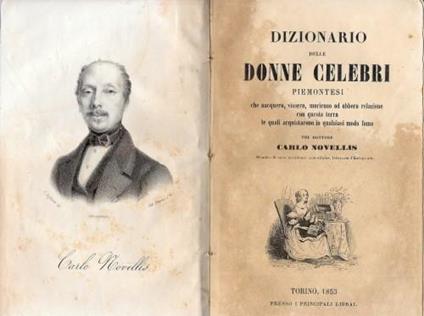 Carlo Novellis
DIZIONARIO
DELLE
DONNE CELEBRI
PIEMONTESI
che nacquero, vissero, morirono od ebbero relazione
con questa terra
le quali acquistarono in qualsiasi modo fama
DEL DOTTORE
CARLO NOVELLIS
TORINO, 1853
PRESSO I PRINCIPALI LIBRAI.